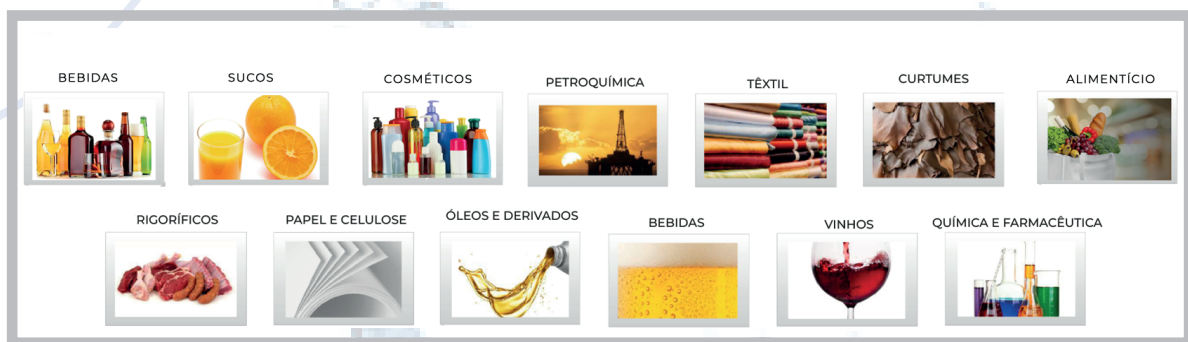 BEBIDAS
SUCOS
COSMÉTICOS
PETROQUÍMICA
TÊXTIL
CURTUMES
ALIMENTÍCIO
RIGORÍFICOS
PAPEL E CELULOSE
ÓLEOS E DERIVADOS
BEBIDAS
VINHOS
QUÍMICA E FARMACÊUTICA